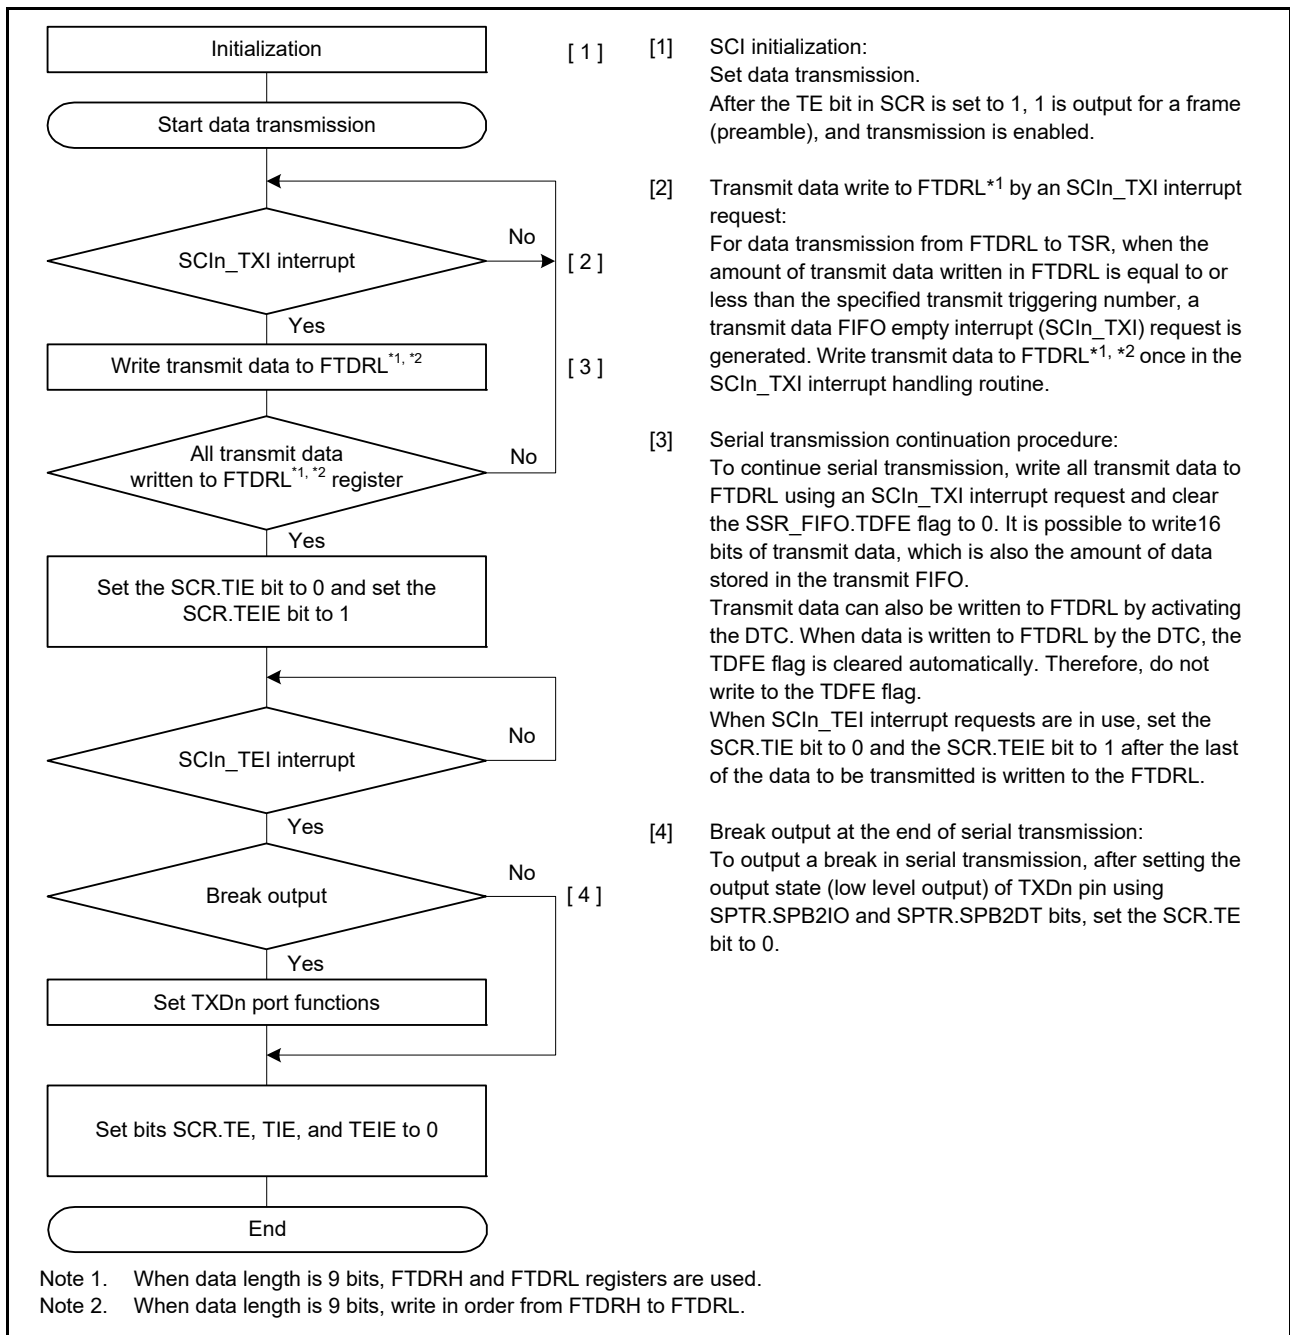 Initialization
[ 1 ]
Start data transmission
SCIn_TXI interrupt
No
[ 2 ]
Yes
Write transmit data to FTDRL*1, *2
[ 3 ]
All transmit data
written to FTDRL*1, *2 register
No
Yes
Set the SCR.TIE bit to 0 and set the
SCR.TEIE bit to 1
SCIn_TEI interrupt
No
Yes
Break output
No
[ 4 ]
Yes
Set TXDn port functions
Set bits SCR.TE, TIE, and TEIE to 0
End
[1] SCI initialization:
Set data transmission.
After the TE bit in SCR is set to 1, 1 is output for a frame
(preamble), and transmission is enabled.
[2] Transmit data write to FTDRL*1 by an SCIn_TXI interrupt
request:
For data transmission from FTDRL to TSR, when the
amount of transmit data written in FTDRL is equal to or
less than the specified transmit triggering number, a
transmit data FIFO empty interrupt (SCIn_TXI) request is
generated. Write transmit data to FTDRL*1, *2 once in the
SCIn_TXI interrupt handling routine.
[3] Serial transmission continuation procedure:
To continue serial transmission, write all transmit data to
FTDRL using an SCIn_TXI interrupt request and clear
the SSR_FIFO.TDFE flag to 0. It is possible to write16
bits of transmit data, which is also the amount of data
stored in the transmit FIFO.
Transmit data can also be written to FTDRL by activating
the DTC. When data is written to FTDRL by the DTC, the
TDFE flag is cleared automatically. Therefore, do not
write to the TDFE flag.
When SCIn_TEI interrupt requests are in use, set the
SCR.TIE bit to 0 and the SCR.TEIE bit to 1 after the last
of the data to be transmitted is written to the FTDRL.
[4] Break output at the end of serial transmission:
To output a break in serial transmission, after setting the
output state (low level output) of TXDn pin using
SPTR.SPB2IO and SPTR.SPB2DT bits, set the SCR.TE
bit to 0.
Note 1. When data length is 9 bits, FTDRH and FTDRL registers are used.
Note 2. When data length is 9 bits, write in order from FTDRH to FTDRL.